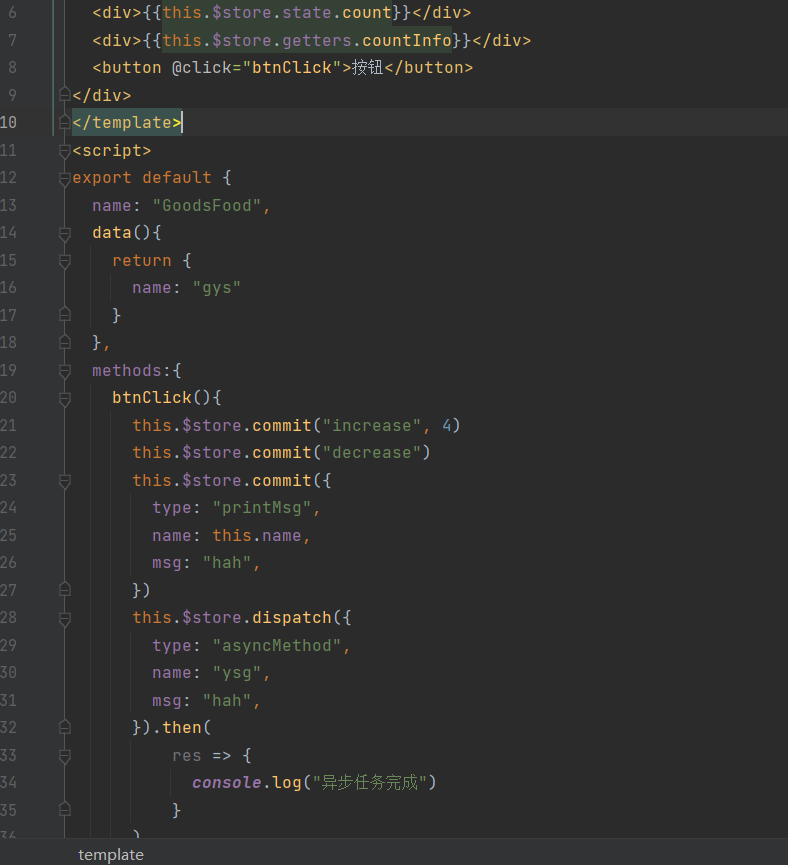 6 <div>{{this.$store.state.count}}</div>
7 <div>{{this.$store.getters.countInfo}}</div>
8 <button @click="btnClick">按钮</button>
9 </div>
10 </template>
11 <script>
12 export default {
13 name: "GoodsFood",
14 data(){
15 return {
16 name: "gys"
17 }
18 },
19 methods:{
20 btnClick(){
21 this.$store.commit("increase", 4)
22 this.$store.commit("decrease")
23 this.$store.commit({
24 type: "printMsg",
25 name: this.name,
26 msg: "hah",
27 })
28 this.$store.dispatch({
29 type: "asyncMethod",
30 name: "ysg",
31 msg: "hah",
32 }).then(
33 res => {
34 console.log("异步任务完成")
35 }
36 )
template